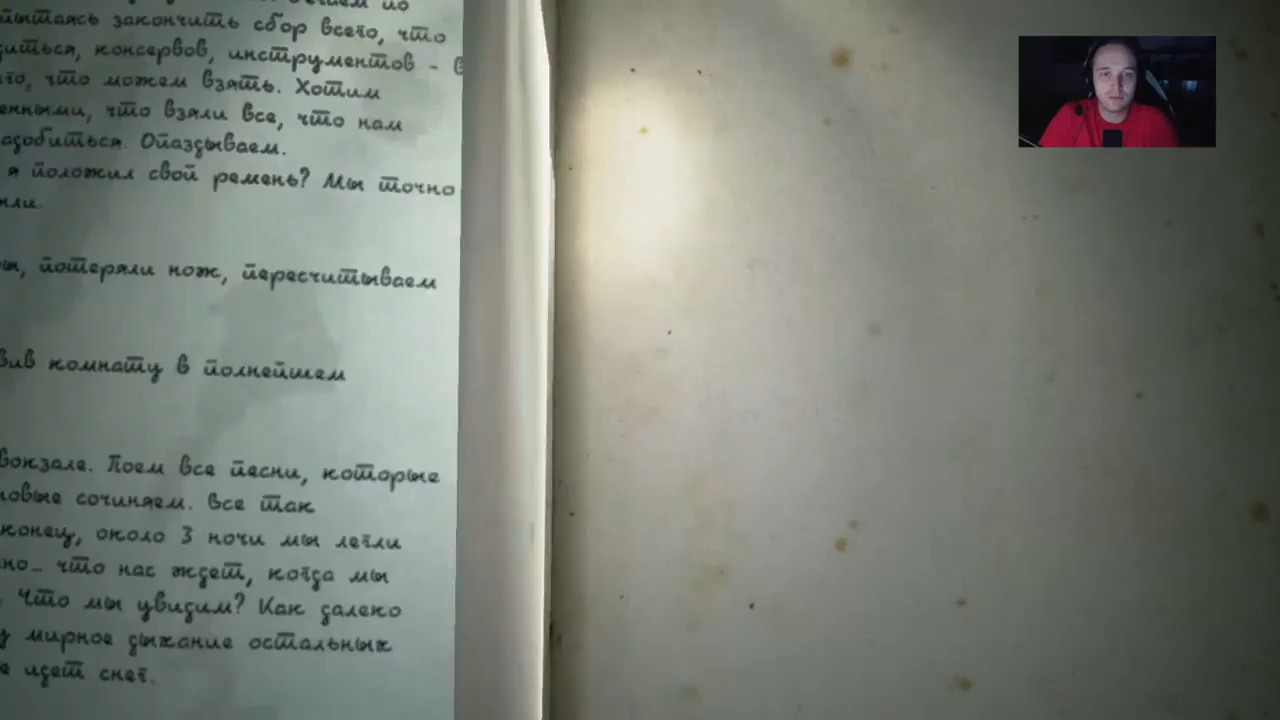 пытаясь закончить сбор всего, что
консервов, инструментов - в
что можем взять. Хотим
что взяли все, что нам
Опаздываем.
я положил свой ремень? Мы точно
потеряли нож, пересчитываем
комнату в полнейшем
вокзале. Поем все песни, которые
новые сочиняем. Все так
около 3 ночи мы легли
что нас ждет, когда мы
Что мы увидим? Как далеко
мирное дыхание остальных
идет снег.